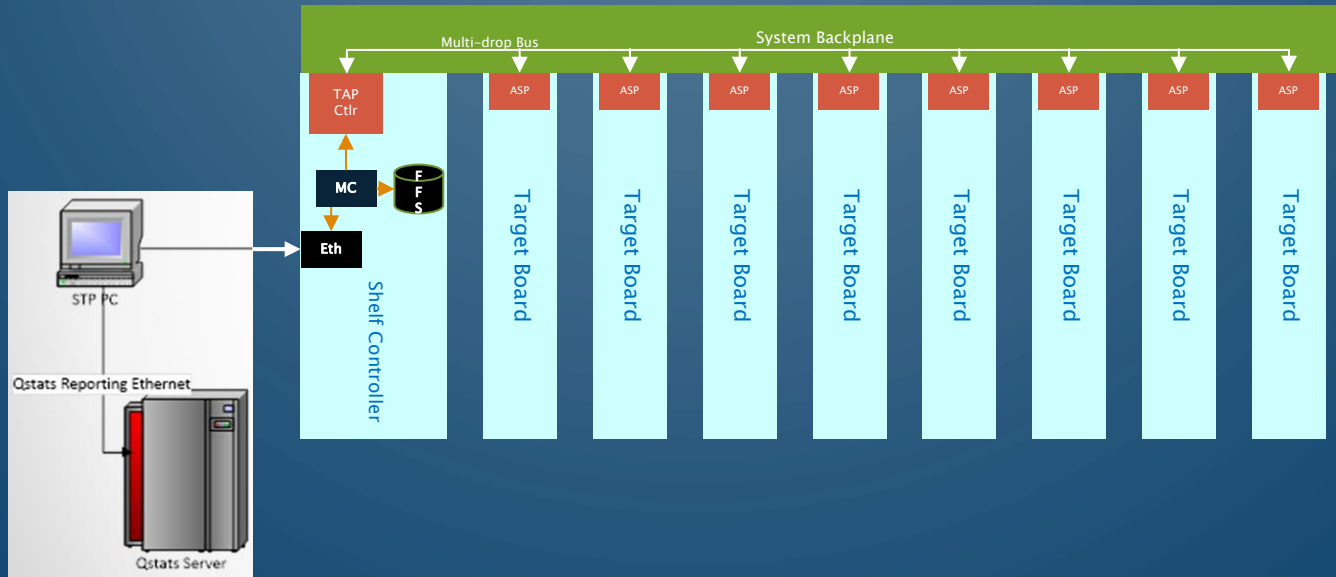 System Backplane
Multi-drop Bus
TAP
Ctlr
ASP
ASP
ASP
ASP
ASP
ASP
ASP
ASP
MC
F
F
S
Eth
Shelf Controller
Target Board
Target Board
Target Board
Target Board
Target Board
Target Board
Target Board
Target Board
STP PC
Qstats Reporting Ethernet
Qstats Server